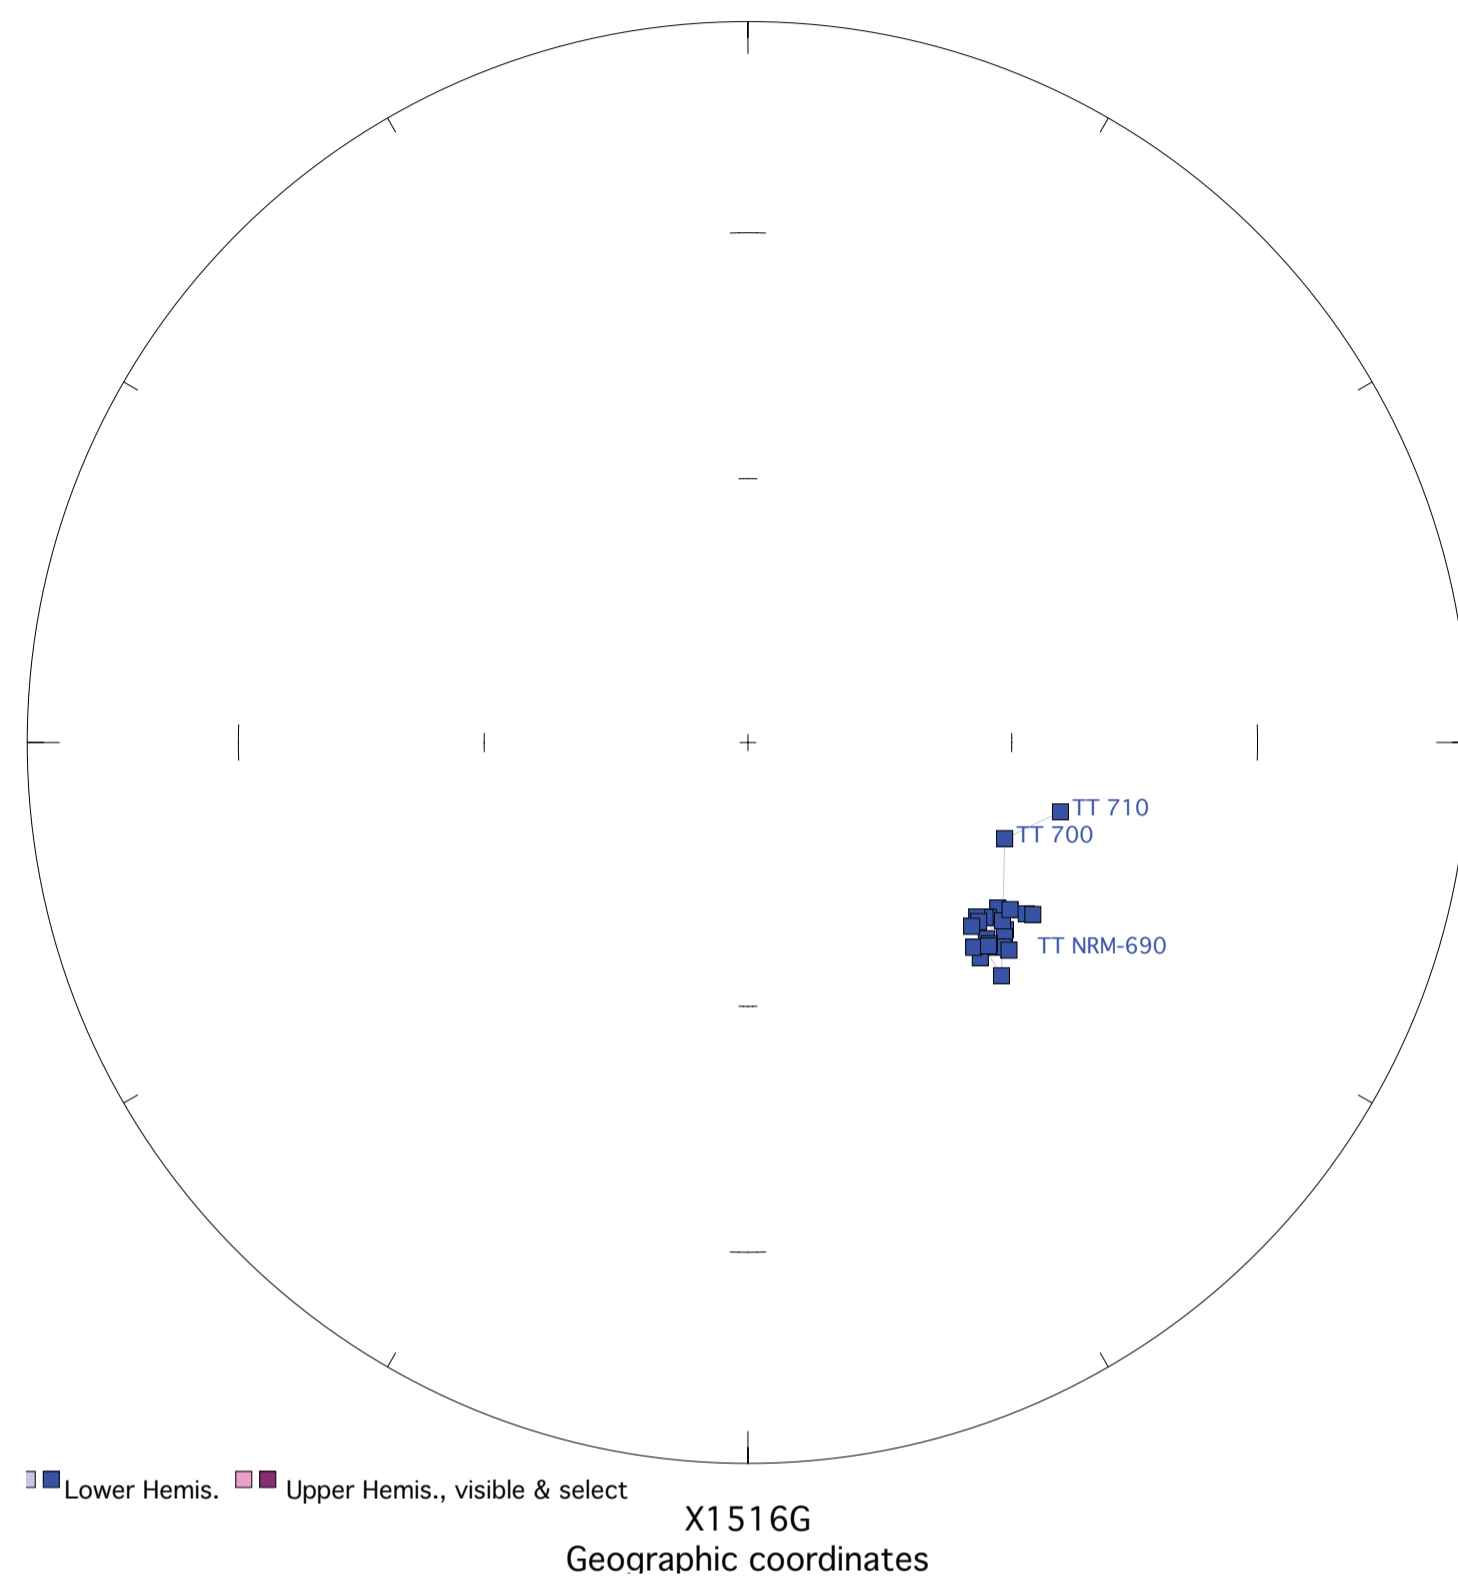 TT 710
TT 700
TT NRM-690
Lower Hemis. Upper Hemis., visible & select
X1516G
Geographic coordinates